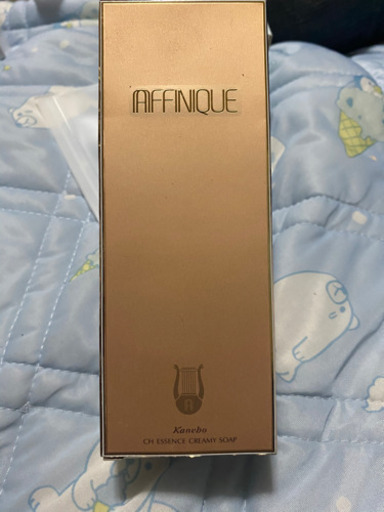 AFFINIQUE
A
Kanebo
CH ESSENCE CREAMY SOAP